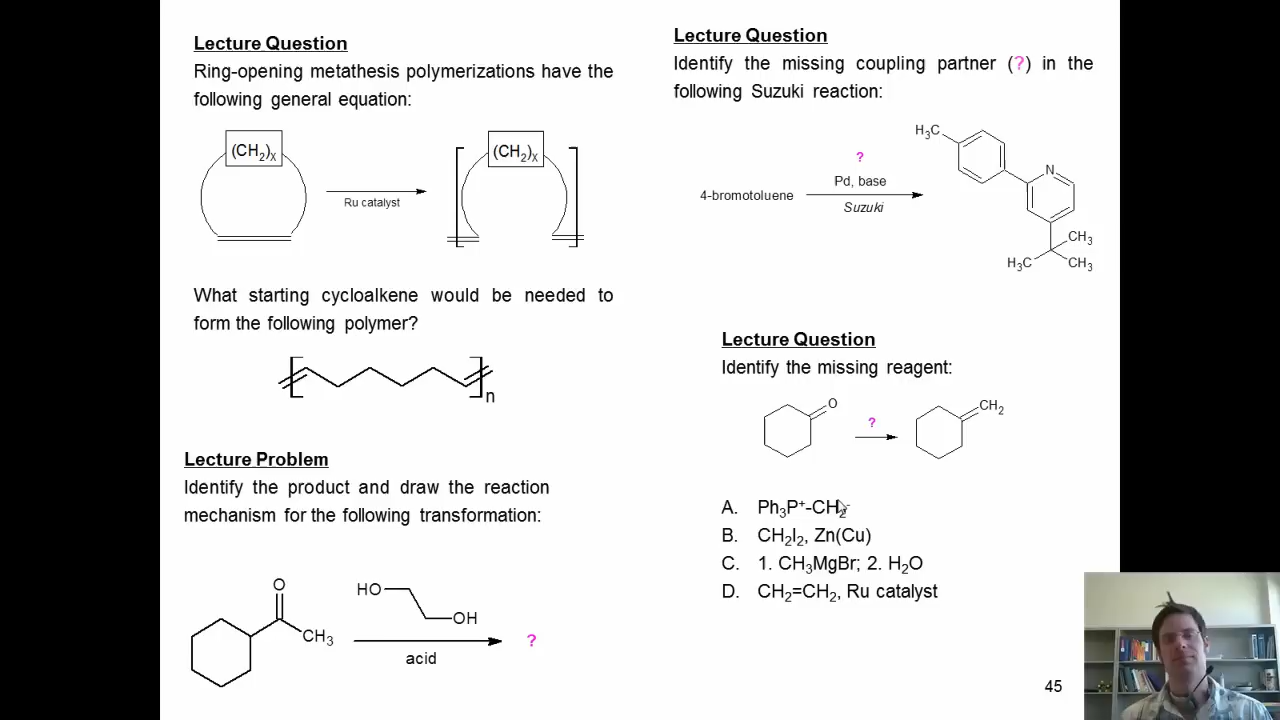 Lecture Question
Ring-opening metathesis polymerizations have the
following general equation:
(CH₂)ₓ
Ru catalyst
(CH₂)ₓ
What starting cycloalkene would be needed to
form the following polymer?
n
Lecture Problem
Identify the product and draw the reaction
mechanism for the following transformation:
O
CH₃
HO
OH
acid
?
Lecture Question
Identify the missing coupling partner (?) in the
following Suzuki reaction:
4-bromotoluene
?
Pd, base
Suzuki
H₃C
N
CH₃
H₃C
CH₃
Lecture Question
Identify the missing reagent:
O
?
CH₂
A. Ph₃P⁺-CH₂⁻
B. CH₂I₂, Zn(Cu)
C. 1. CH₃MgBr; 2. H₂O
D. CH₂=CH₂, Ru catalyst
45